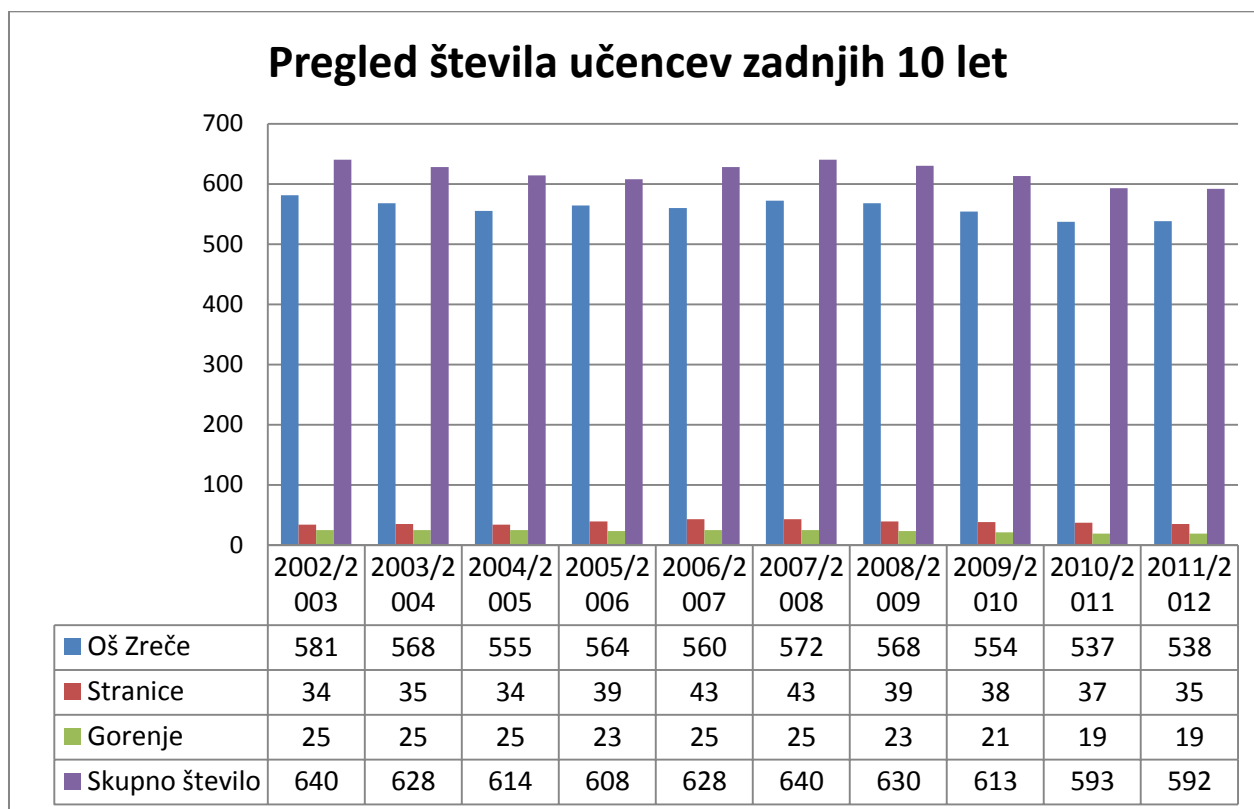 Pregled števila učencev zadnjih 10 let
700
600
500
400
300
200
100
0
2002/2 2003/2 2004/2 2005/2 2006/2 2007/2 2008/2 2009/2 2010/2 2011/2
003 004 005 006 007 008 009 010 011 012
Oš Zreče 581 568 555 564 560 572 568 554 537 538
Stranice 34 35 34 39 43 43 39 38 37 35
Gorenje 25 25 25 23 25 25 23 21 19 19
Skupno število 640 628 614 608 628 640 630 613 593 592